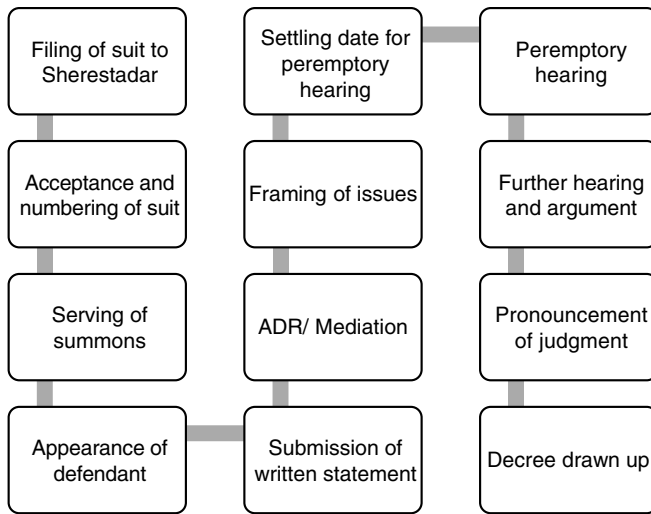 Filing of suit to
Sherestadar
Acceptance and
numbering of suit
Serving of
summons
Appearance of
defendant
Submission of
written statement
ADR/ Mediation
Framing of issues
Settling date for
peremptory
hearing
Peremptory
hearing
Further hearing
and argument
Pronouncement
of judgment
Decree drawn up